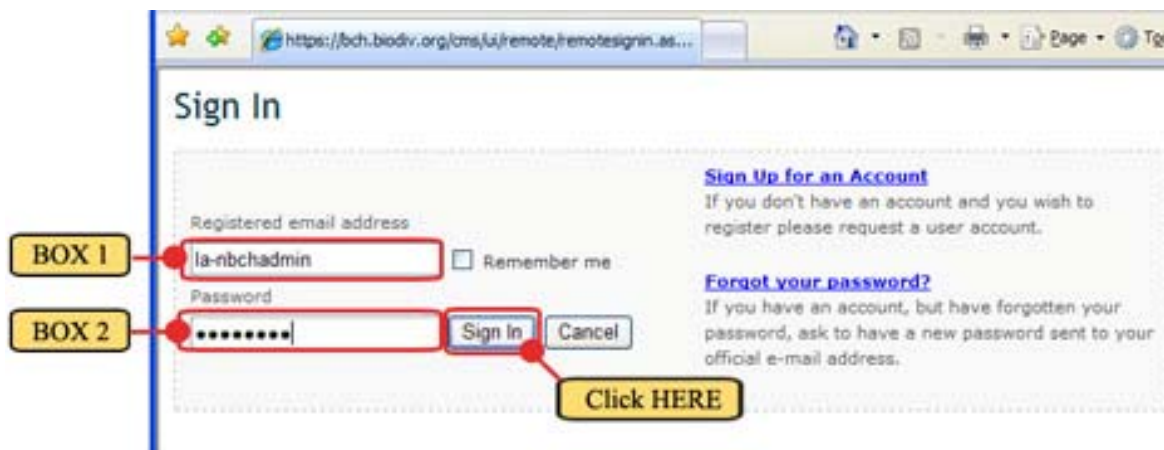 https://bch.biodiv.org/cms/ui/remote/remotesignin.as...
Page
Sign In
Sign Up for an Account
If you don't have an account and you wish to
register please request a user account.
Registered email address
BOX 1
la-nbchadmin
Remember me
Forgot your password?
If you have an account, but have forgotten your
password, ask to have a new password sent to your
official e-mail address.
Password
BOX 2
••••••••
Sign In
Cancel
Click HERE